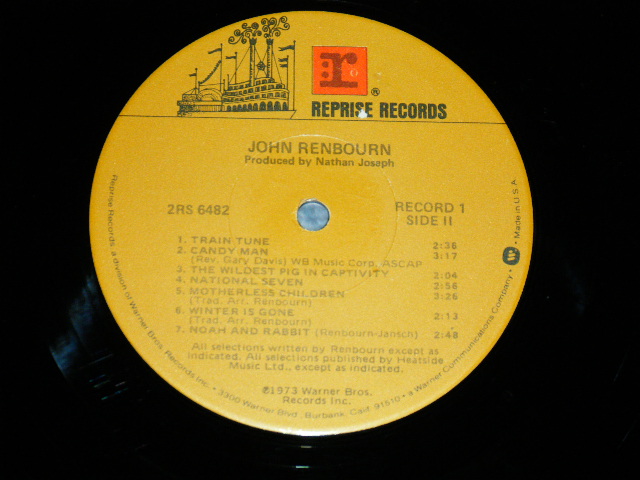 r
®
REPRISE RECORDS
JOHN RENBOURN
Produced by Nathan Joseph
2RS 6482
RECORD 1
SIDE II
1. TRAIN TUNE 2:36
2. CANDY MAN 3:17
(Rev. Gary Davis) WB Music Corp. ASCAP
3. THE WILDEST PIG IN CAPTIVITY 2:04
4. NATIONAL SEVEN 2:56
5. MOTHERLESS CHILDREN 3:26
(Trad. Arr. Renbourn)
6. WINTER IS GONE 2:13
(Trad. Arr. Renbourn)
7. NOAH AND RABBIT (Renbourn-Jansch) 2:48
All selections written by Renbourn except as
indicated. All selections published by Heatside
Music Ltd., except as indicated.
℗1973 Warner Bros.
Records Inc.
Reprise Records, a division of Warner Bros. Records Inc. • 3300 Warner Blvd., Burbank, Calif. 91510 • a Warner Communications Company • W • Made in U.S.A.